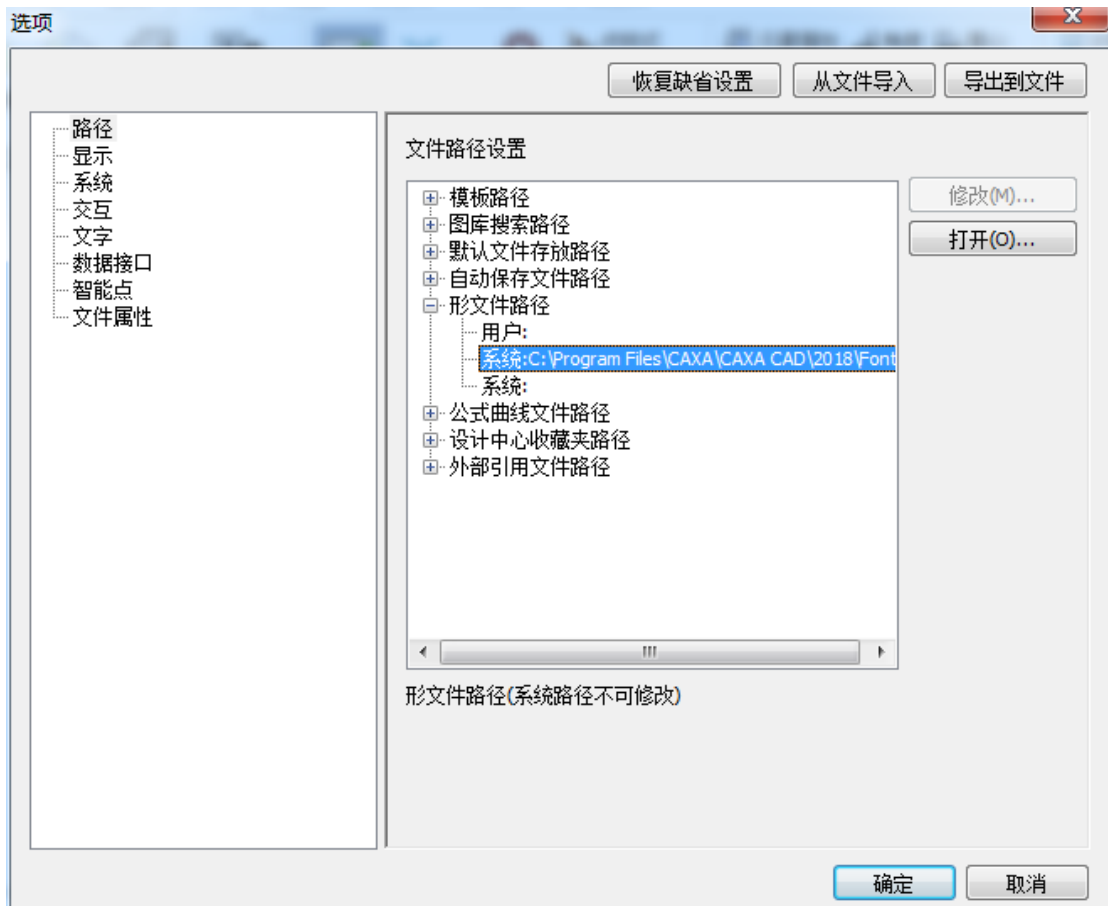 选项
恢复缺省设置 从文件导入 导出到文件
路径
显示
系统
交互
文字
数据接口
智能点
文件属性
文件路径设置
模板路径
图库搜索路径
默认文件存放路径
自动保存文件路径
形文件路径
用户:
系统:C:\Program Files\CAXA\CAXA CAD\2018\Font
系统:
公式曲线文件路径
设计中心收藏夹路径
外部引用文件路径
修改(M)...
打开(O)...
形文件路径(系统路径不可修改)
确定 取消